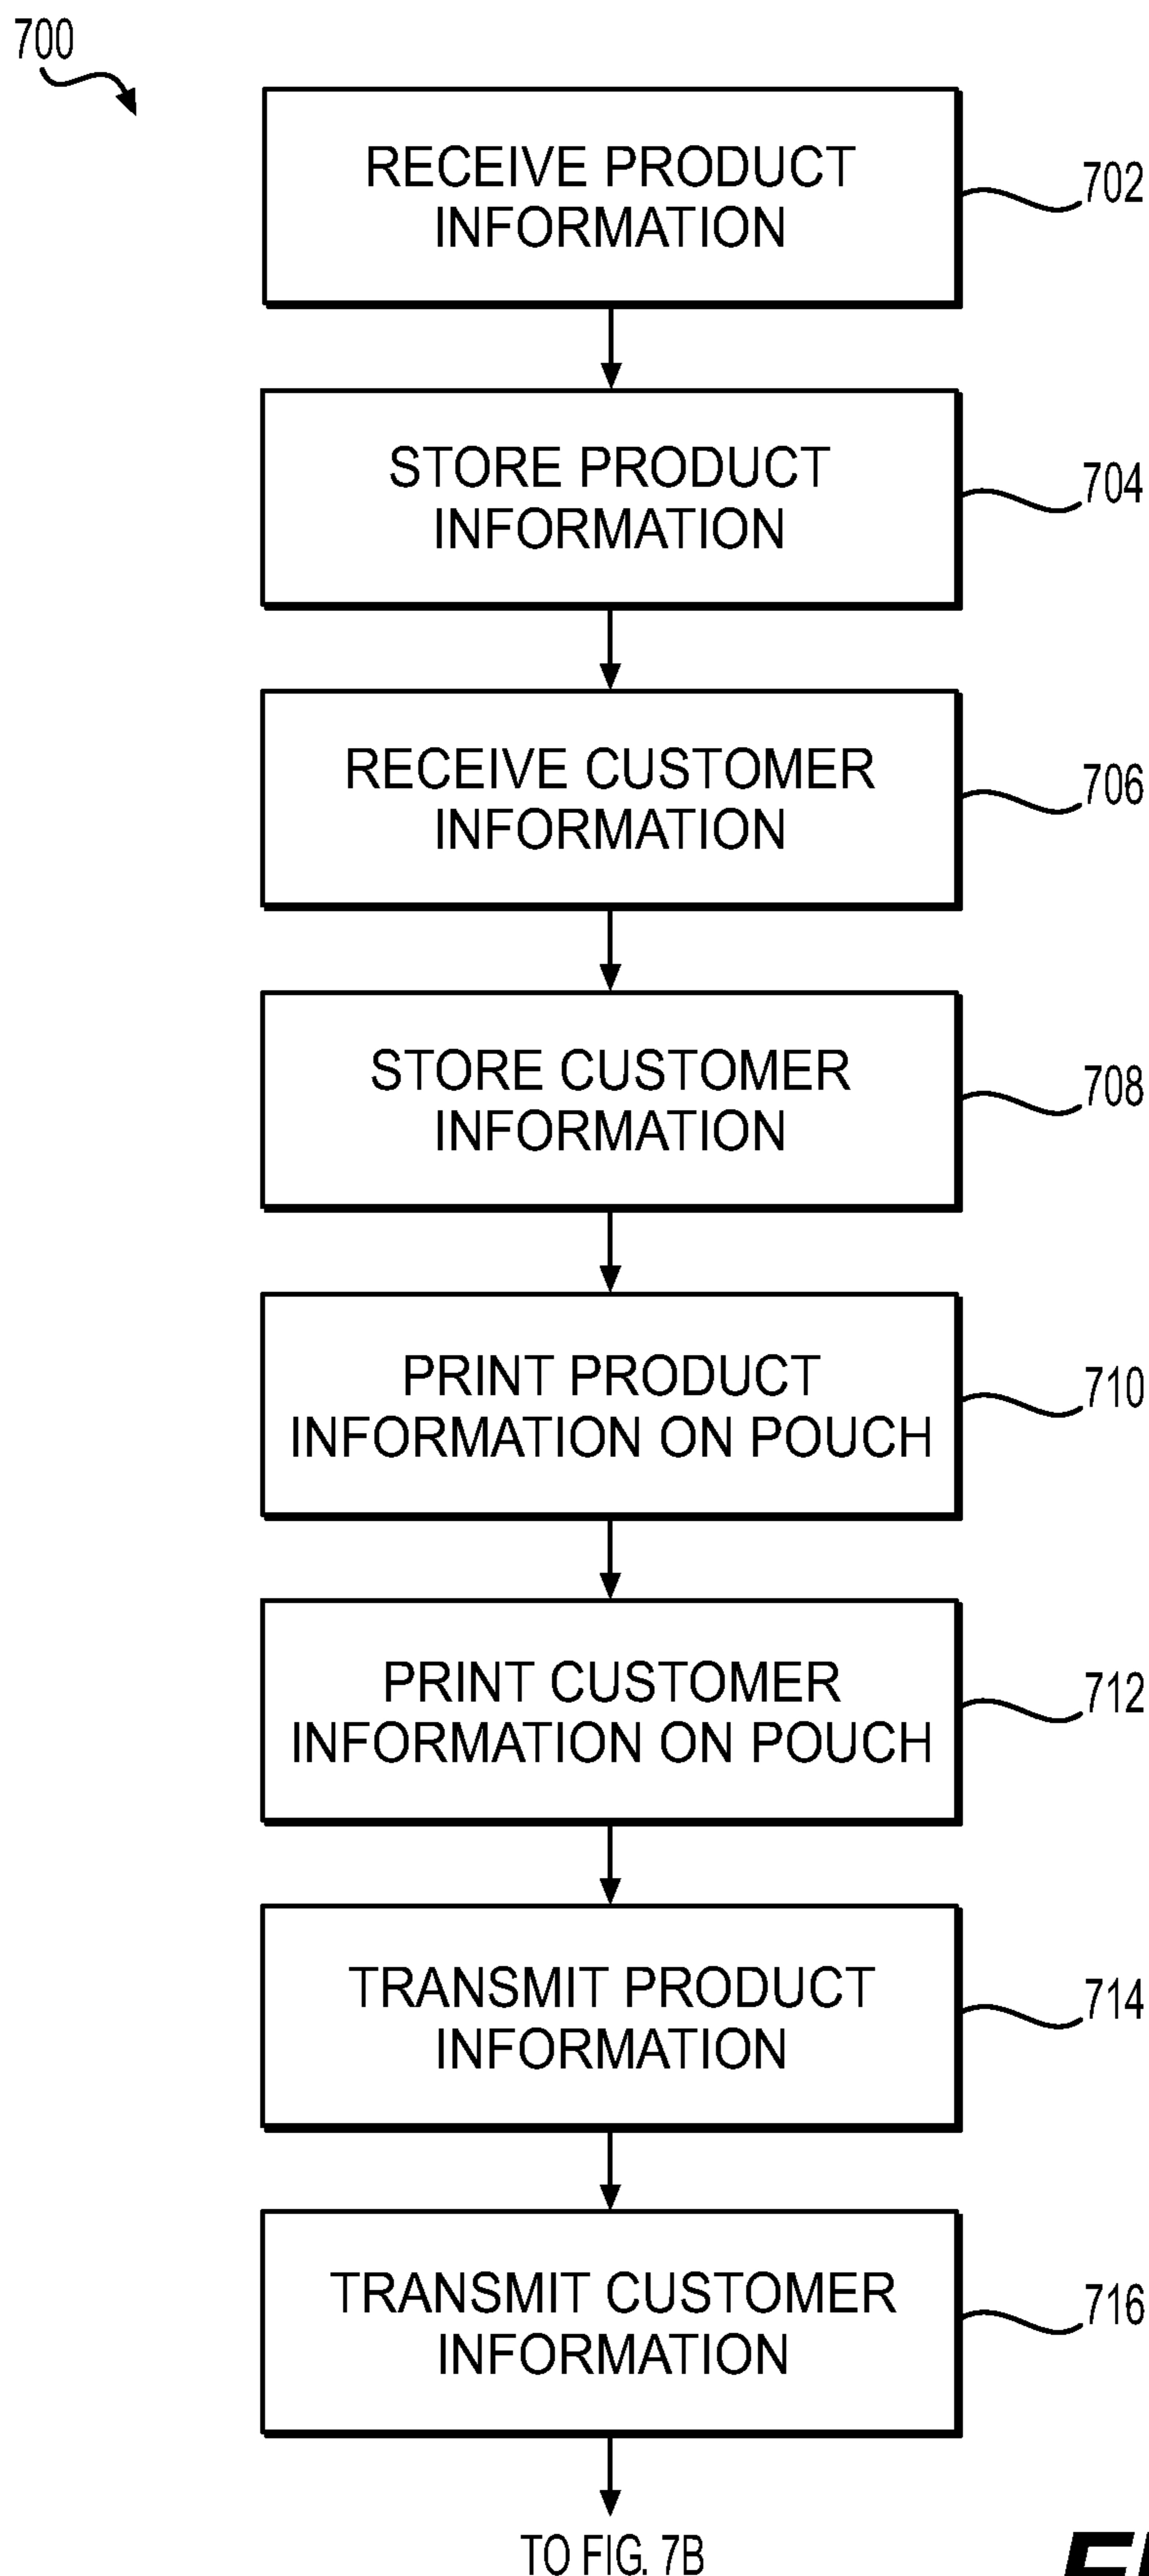 700
RECEIVE PRODUCT
INFORMATION
702
STORE PRODUCT
INFORMATION
704
RECEIVE CUSTOMER
INFORMATION
706
STORE CUSTOMER
INFORMATION
708
PRINT PRODUCT
INFORMATION ON POUCH
710
PRINT CUSTOMER
INFORMATION ON POUCH
712
TRANSMIT PRODUCT
INFORMATION
714
TRANSMIT CUSTOMER
INFORMATION
716
TO FIG. 7B